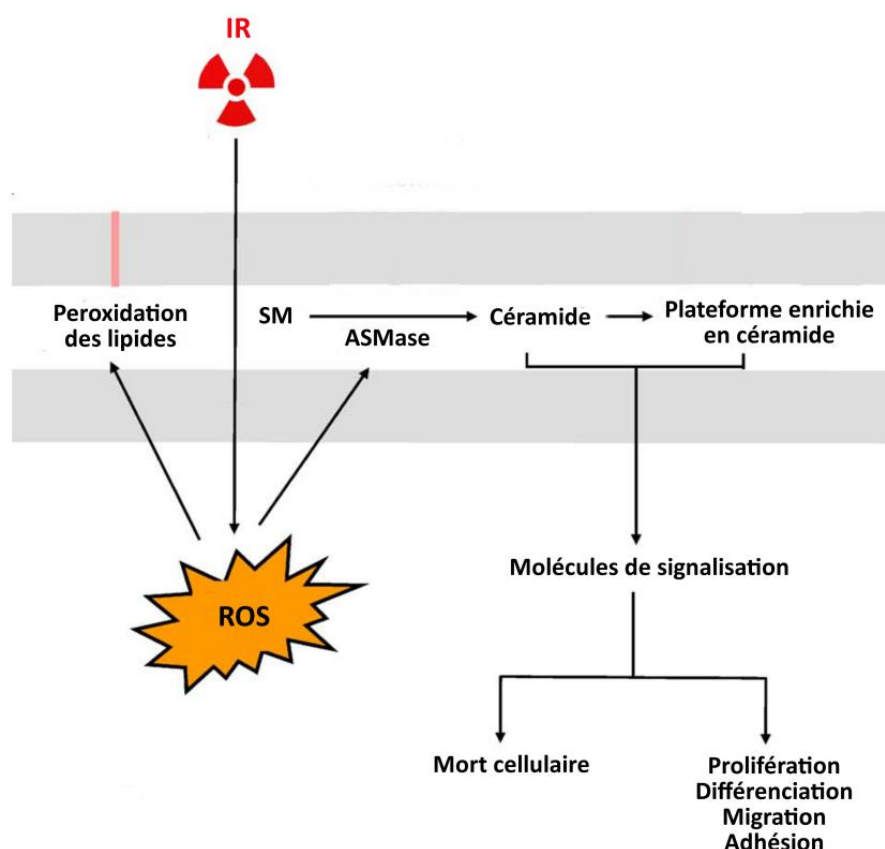 IR
Peroxidation
des lipides
SM
ASMase
Céramide
Plateforme enrichie
en céramide
ROS
Molécules de signalisation
Mort cellulaire
Prolifération
Différenciation
Migration
Adhésion